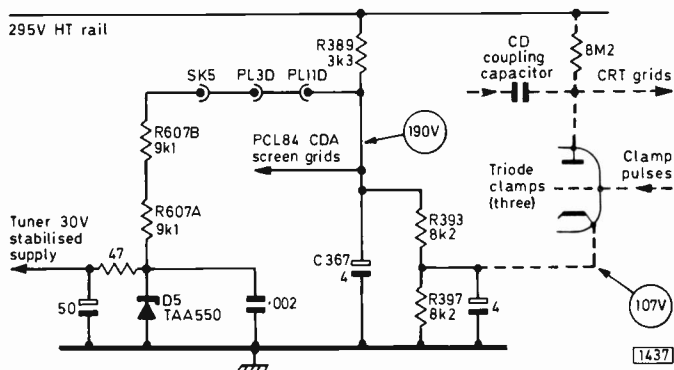 295V HT rail
R389
3k3
8M2
CD
coupling
capacitor
SK5
PL3D
PL11D
CRT grids
190V
R607B
9k1
PCL84 CDA
screen grids
Triode
clamps
(three)
Clamp
pulses
R607A
9k1
Tuner 30V
stabilised
supply
R393
8k2
47
C367
4
50
D5
TAA550
.002
R397
8k2
4
107V
1437